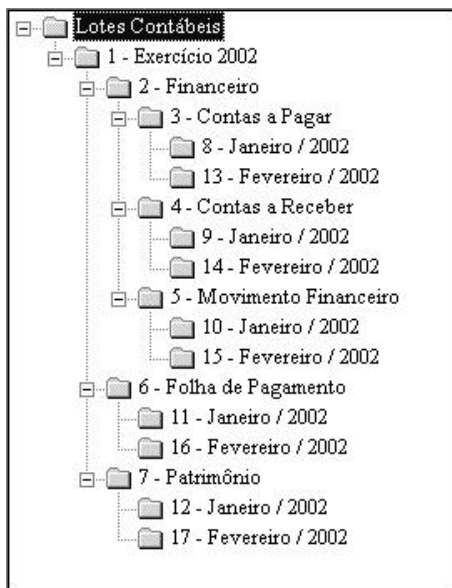 Lotes Contábeis
1 - Exercício 2002
2 - Financeiro
3 - Contas a Pagar
8 - Janeiro / 2002
13 - Fevereiro / 2002
4 - Contas a Receber
9 - Janeiro / 2002
14 - Fevereiro / 2002
5 - Movimento Financeiro
10 - Janeiro / 2002
15 - Fevereiro / 2002
6 - Folha de Pagamento
11 - Janeiro / 2002
16 - Fevereiro / 2002
7 - Patrimônio
12 - Janeiro / 2002
17 - Fevereiro / 2002